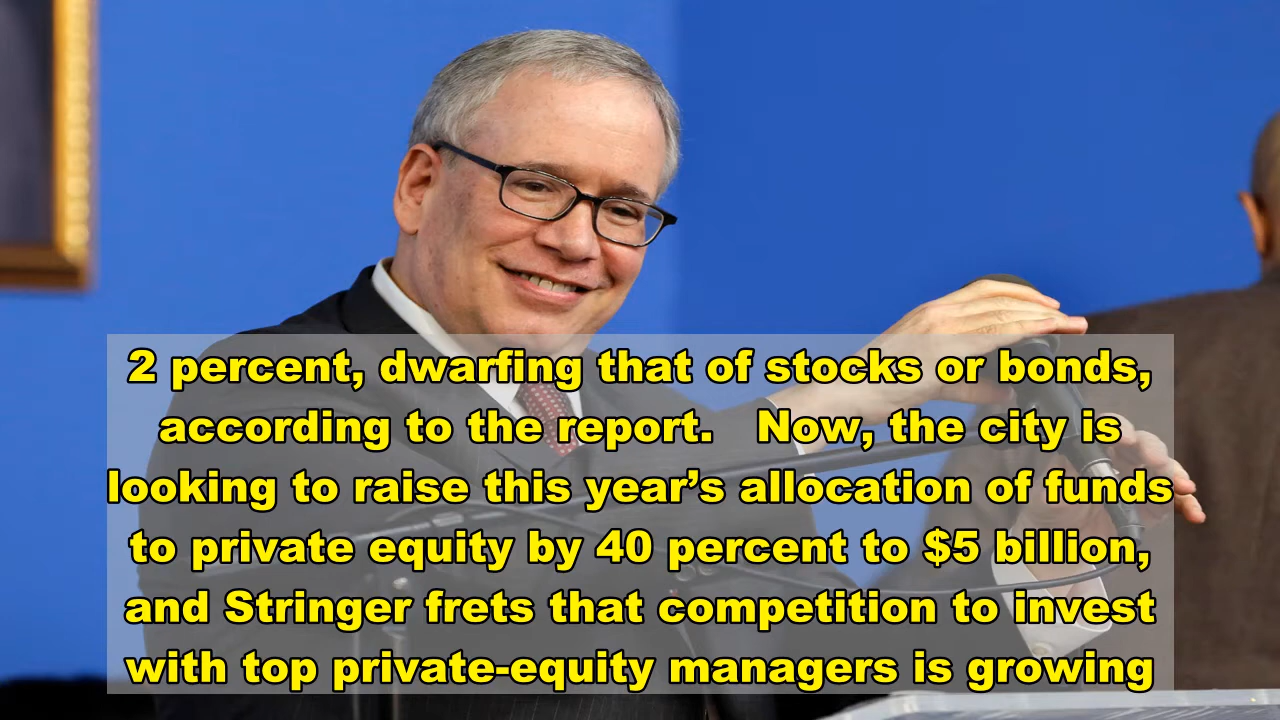 2 percent, dwarfing that of stocks or bonds,
according to the report.   Now, the city is
looking to raise this year’s allocation of funds
to private equity by 40 percent to $5 billion,
and Stringer frets that competition to invest
with top private-equity managers is growing